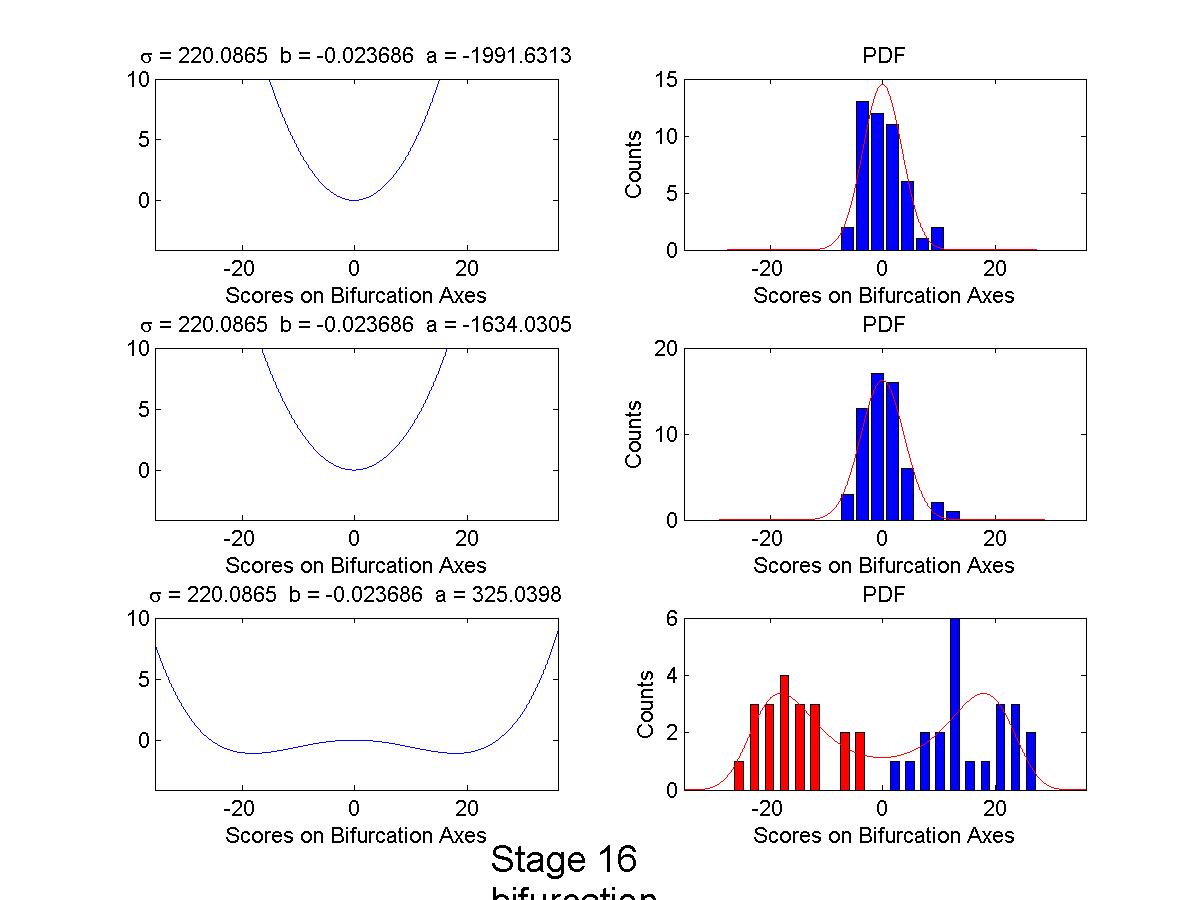 σ = 220.0865 b = -0.023686 a = -1991.6313
10
5
0
-20 0 20
Scores on Bifurcation Axes
PDF
15
10
5
0
Counts
-20 0 20
Scores on Bifurcation Axes
σ = 220.0865 b = -0.023686 a = -1634.0305
10
5
0
-20 0 20
Scores on Bifurcation Axes
PDF
20
10
0
Counts
-20 0 20
Scores on Bifurcation Axes
σ = 220.0865 b = -0.023686 a = 325.0398
10
5
0
-20 0 20
Scores on Bifurcation Axes
PDF
6
4
2
0
Counts
-20 0 20
Scores on Bifurcation Axes
Stage 16
bifurcation